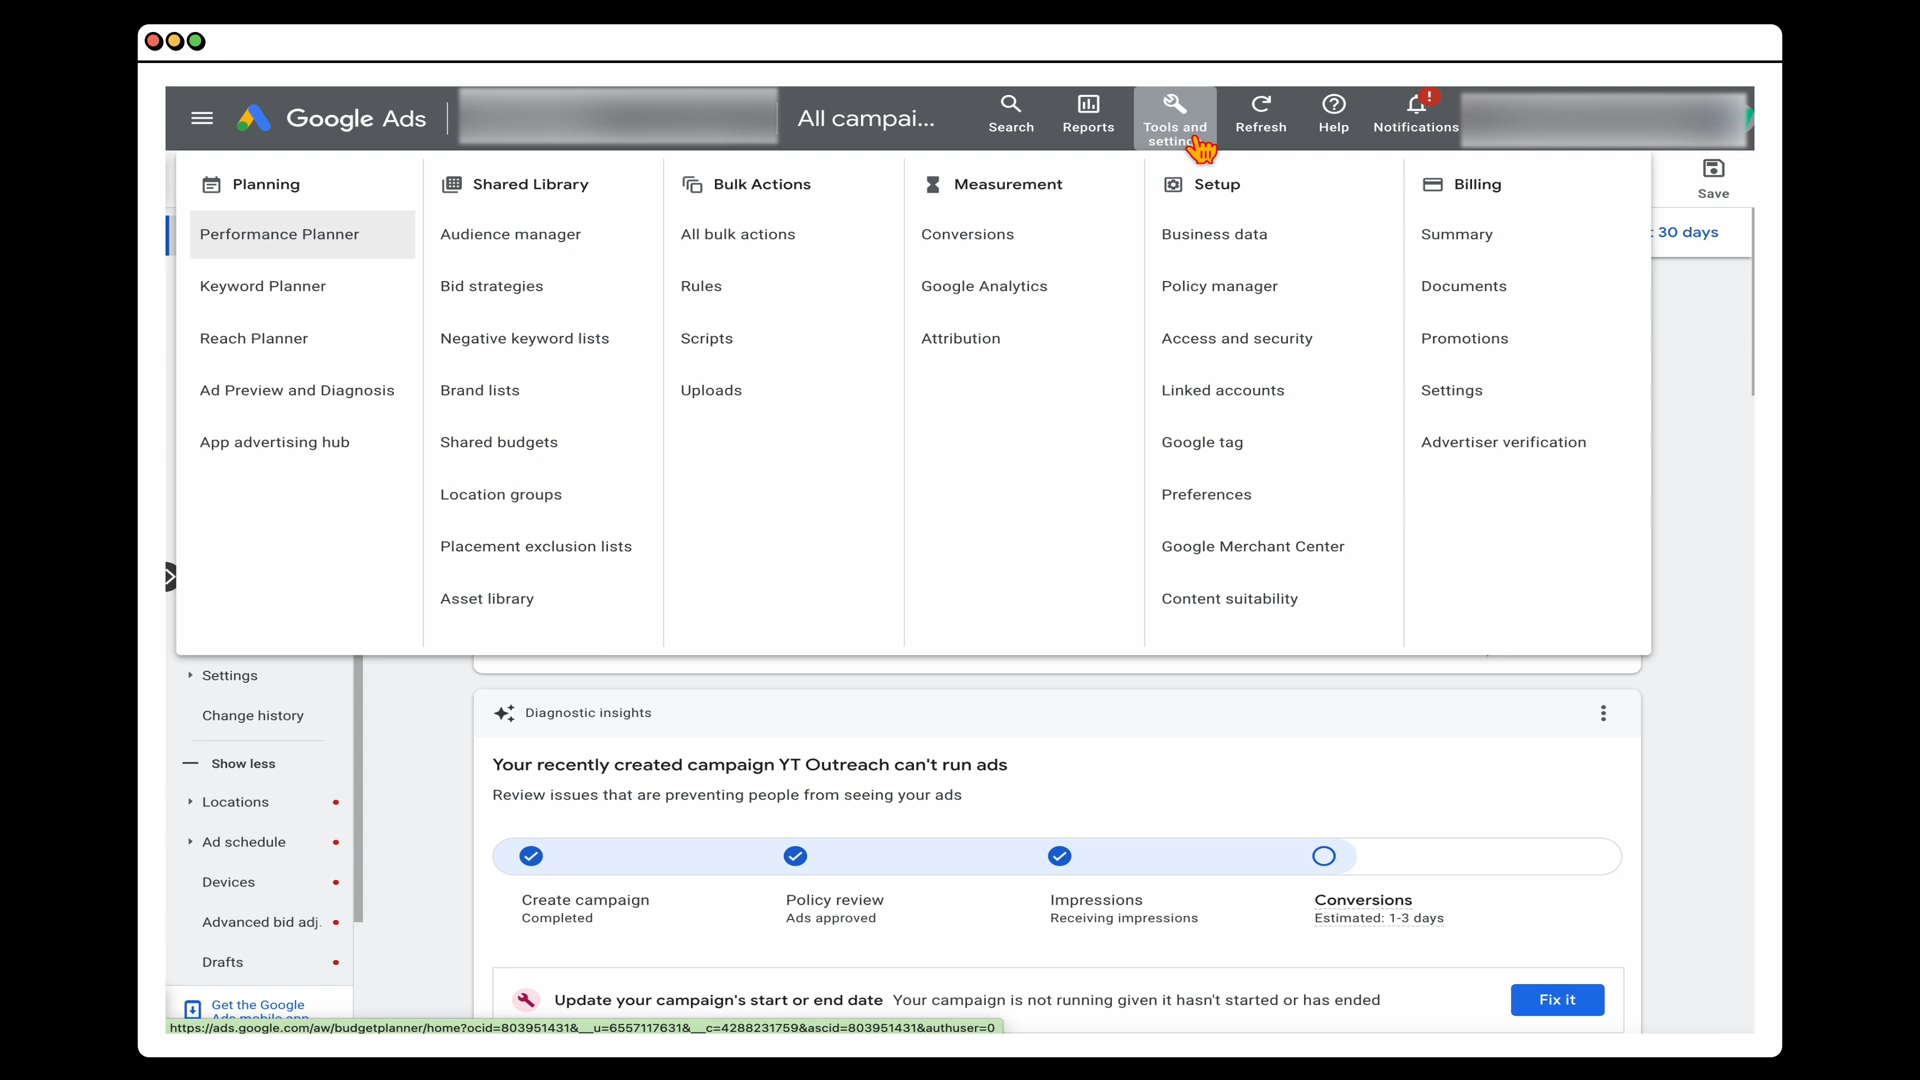 Google Ads
All campai...
Search
Reports
Tools and
setting
Refresh
Help
!
Notifications
Planning
Performance Planner
Keyword Planner
Reach Planner
Ad Preview and Diagnosis
App advertising hub
Shared Library
Audience manager
Bid strategies
Negative keyword lists
Brand lists
Shared budgets
Location groups
Placement exclusion lists
Asset library
Bulk Actions
All bulk actions
Rules
Scripts
Uploads
Measurement
Conversions
Google Analytics
Attribution
Setup
Business data
Policy manager
Access and security
Linked accounts
Google tag
Preferences
Google Merchant Center
Content suitability
Billing
Summary
Documents
Promotions
Settings
Advertiser verification
Save
30 days
Settings
Change history
Show less
Locations
Ad schedule
Devices
Advanced bid adj.
Drafts
Get the Google
Ads mobile app
Diagnostic insights
Your recently created campaign YT Outreach can't run ads
Review issues that are preventing people from seeing your ads
Create campaign
Completed
Policy review
Ads approved
Impressions
Receiving impressions
Conversions
Estimated: 1-3 days
Update your campaign's start or end date Your campaign is not running given it hasn't started or has ended
Fix it
https://ads.google.com/aw/budgetplanner/home?ocid=803951431&__u=6557117631&__c=4288231759&ascid=803951431&authuser=0